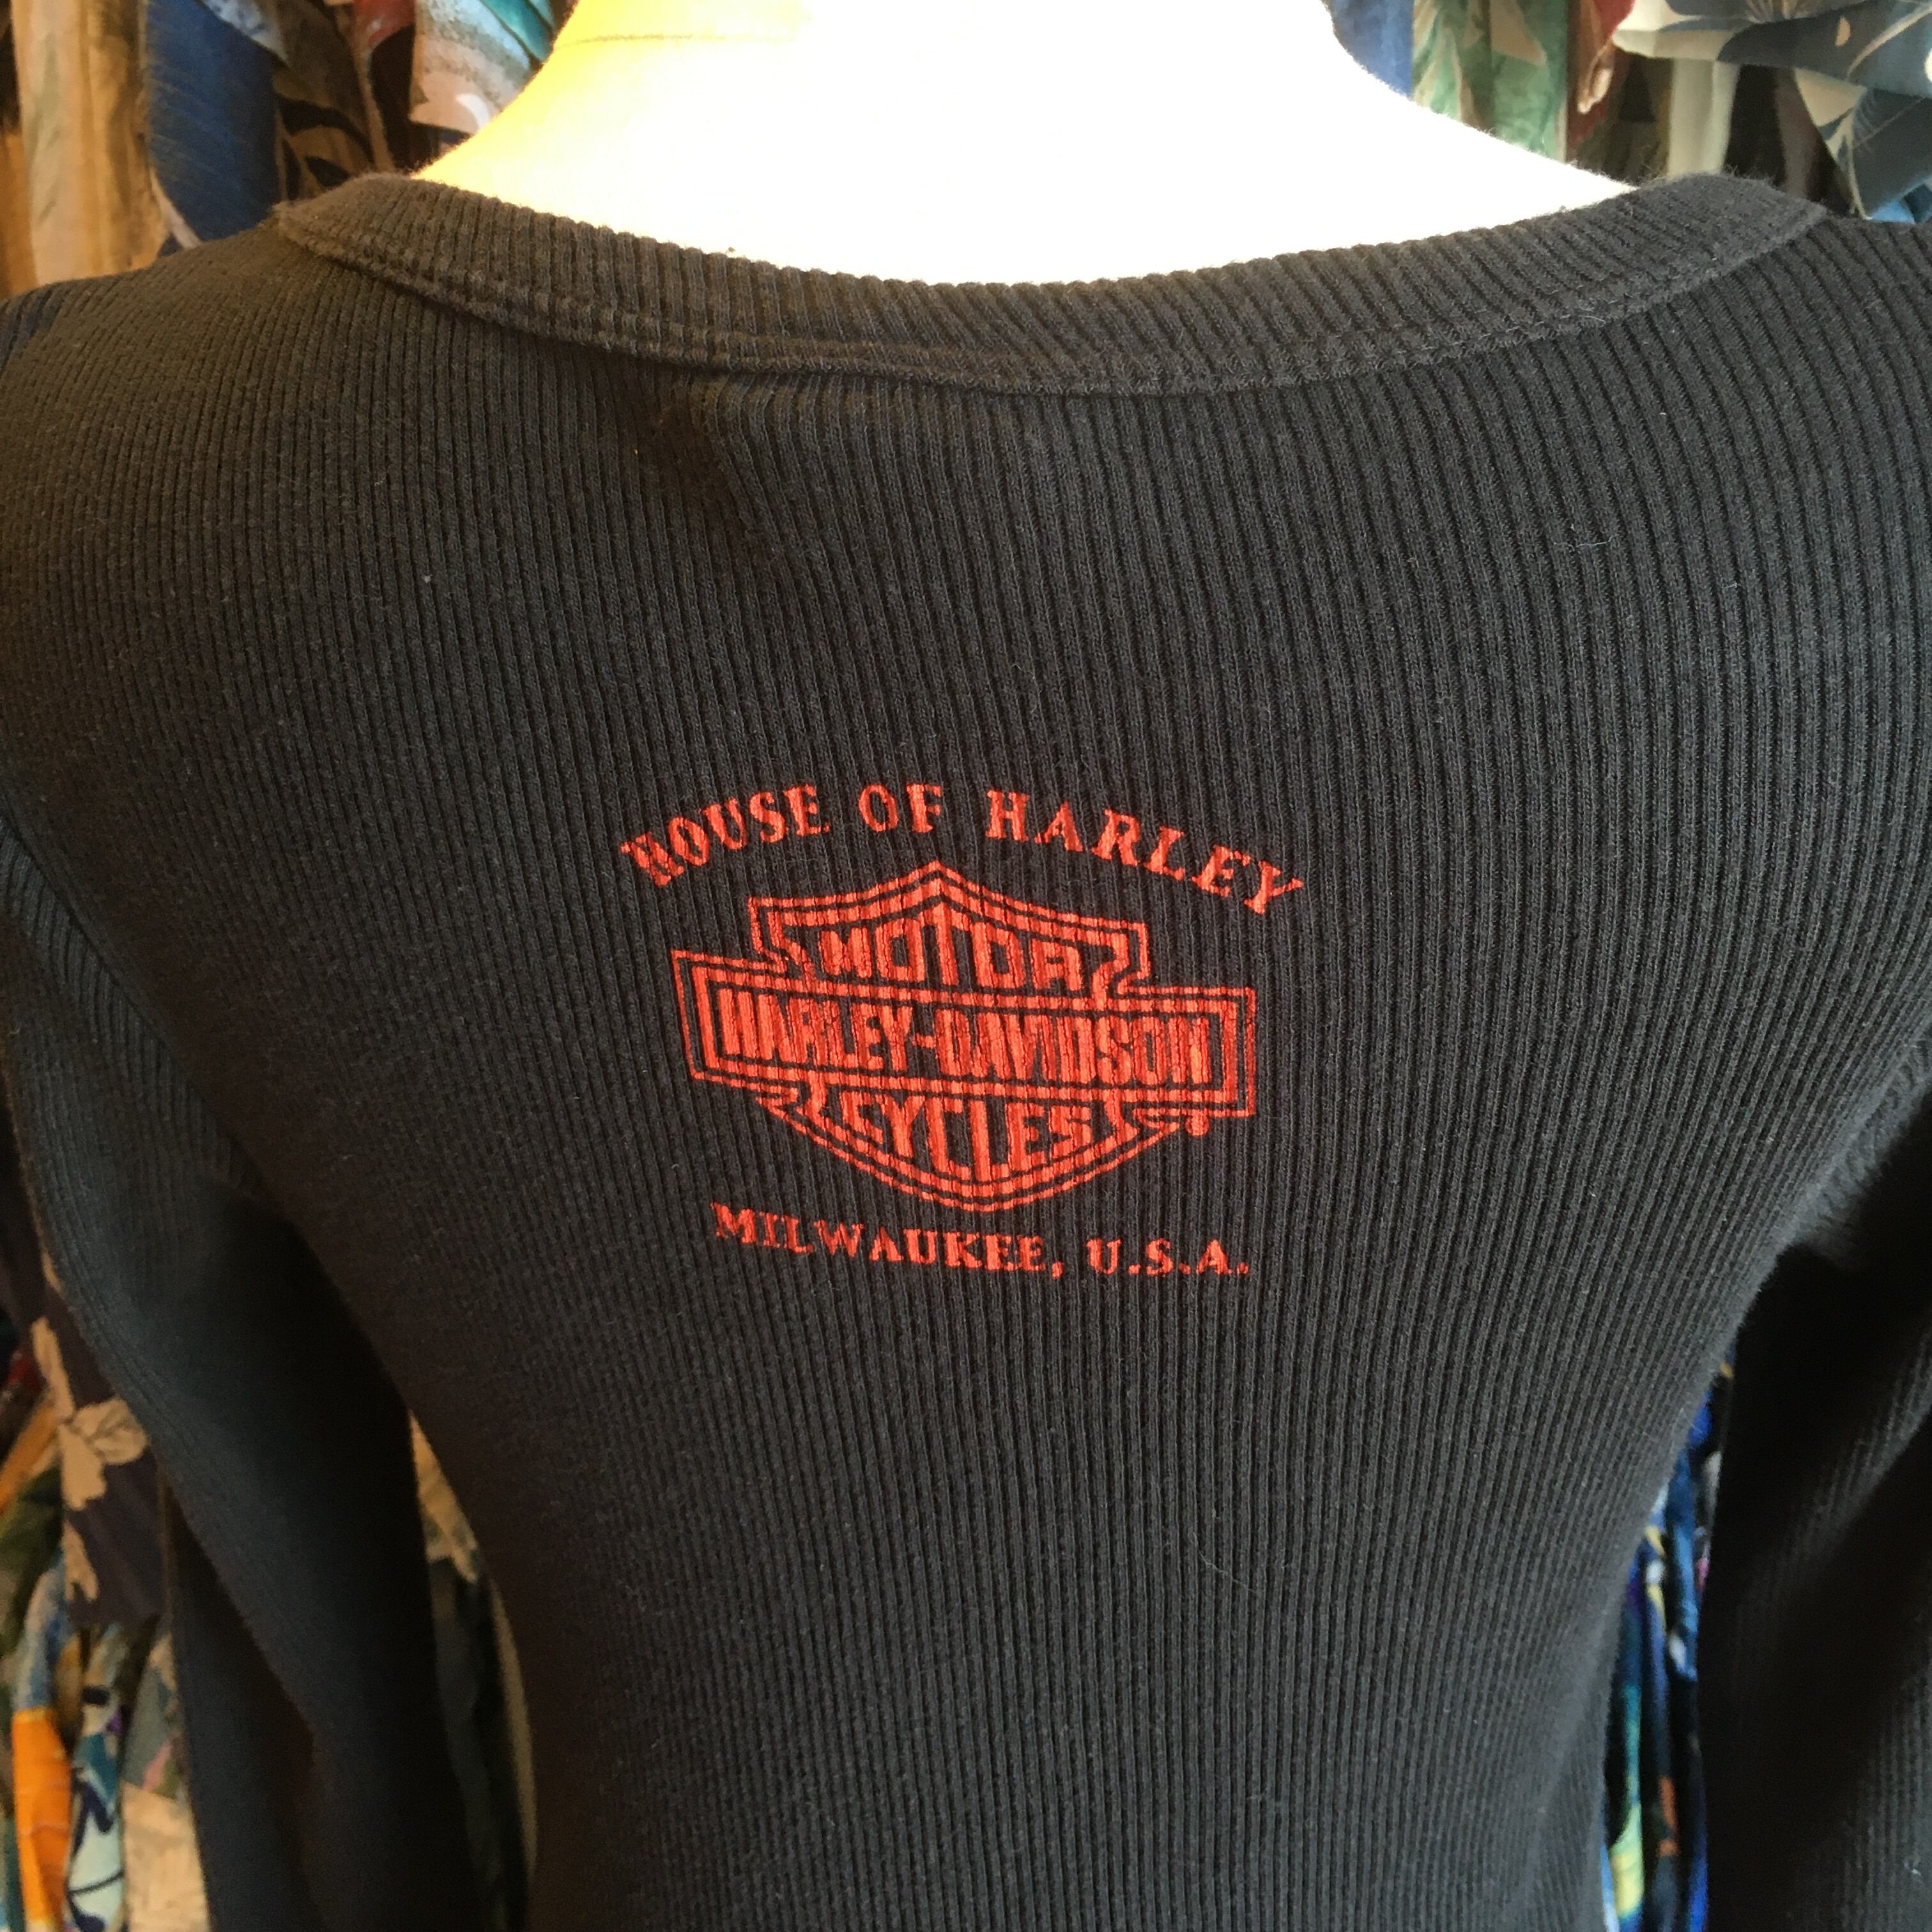 HOUSE OF HARLEY
MOTOR
HARLEY-DAVIDSON
CYCLES
MILWAUKEE, U.S.A.